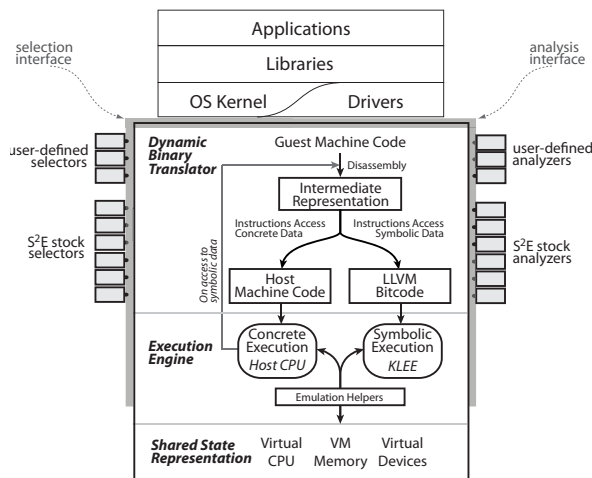 Applications
selection
interface
analysis
interface
Libraries
OS Kernel
Drivers
Dynamic
Binary
Translator
Guest Machine Code
Disassembly
user-defined
selectors
user-defined
analyzers
Intermediate
Representation
Instructions Access
Concrete Data
Instructions Access
Symbolic Data
S²E stock
selectors
S²E stock
analyzers
On access to
symbolic data
Host
Machine Code
LLVM
Bitcode
Execution
Engine
Concrete
Execution
Host CPU
Symbolic
Execution
KLEE
Emulation Helpers
Shared State
Representation
Virtual
CPU
VM
Memory
Virtual
Devices